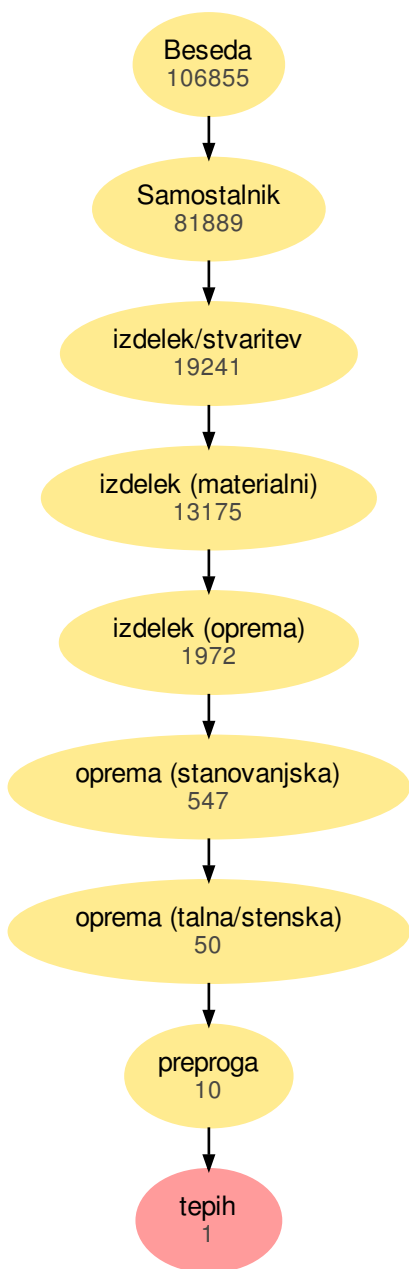 Beseda
106855
Samostalnik
81889
izdelek/stvaritev
19241
izdelek (materialni)
13175
izdelek (oprema)
1972
oprema (stanovanjska)
547
oprema (talna/stenska)
50
preproga
10
tepih
1